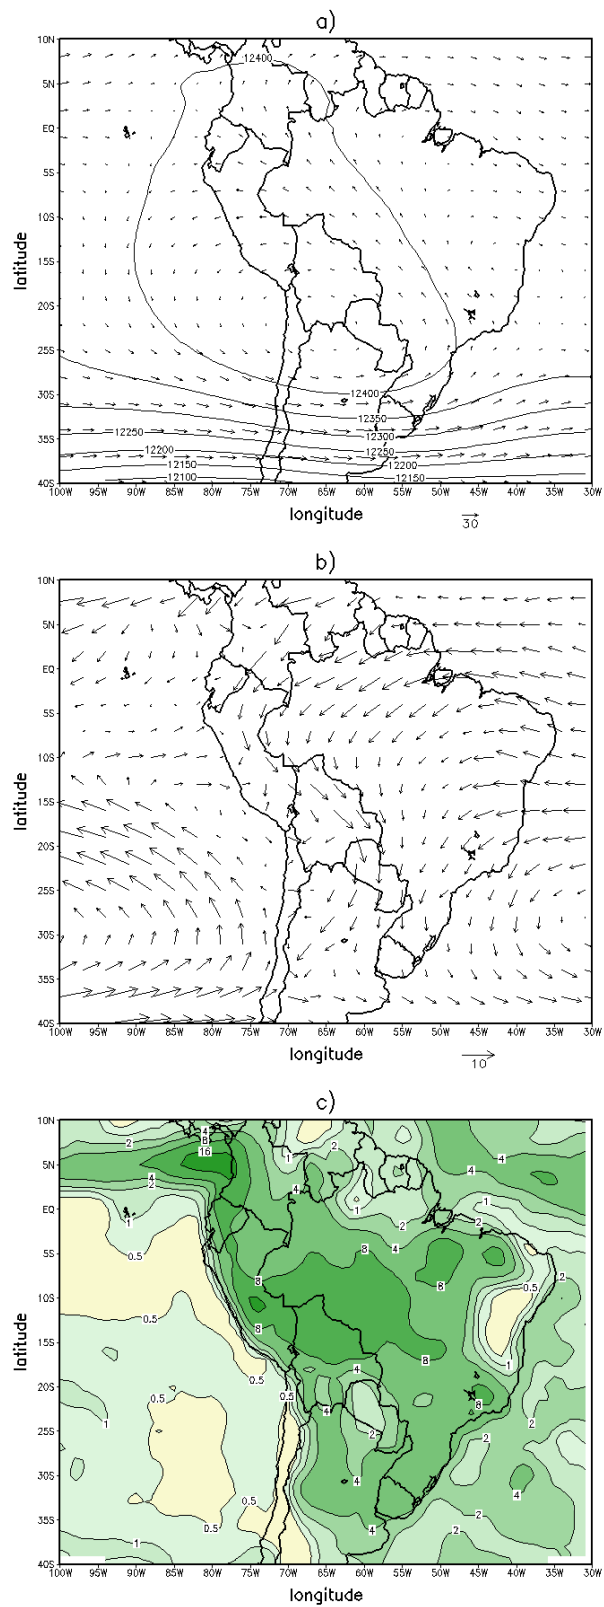 a)
10N
12400
5N
EQ
5S
10S
latitude
15S
20S
25S
30S
12400
12350
12250
12300
35S
12250
12200
12150
12200
12100
12150
40S
100W 95W 90W 85W 80W 75W 70W 65W 60W 55W 50W 45W 40W 35W 30W
longitude
30
b)
10N
5N
EQ
5S
10S
latitude
15S
20S
25S
30S
35S
40S
100W 95W 90W 85W 80W 75W 70W 65W 60W 55W 50W 45W 40W 35W 30W
longitude
10
c)
10N
4
2 8 2
16 1
5N
4 4 4 4
2
1 1
EQ
1 2 2
5S
0.5 8 4
8 0.5 2
10S
0.5
8
latitude
15S
8 1
4
0.5
20S
0.5 0.5
8
1 4 2
2 2
25S
30S
4 4
0.5
35S
0.5 4 2 2
1
40S
100W 95W 90W 85W 80W 75W 70W 65W 60W 55W 50W 45W 40W 35W 30W
longitude